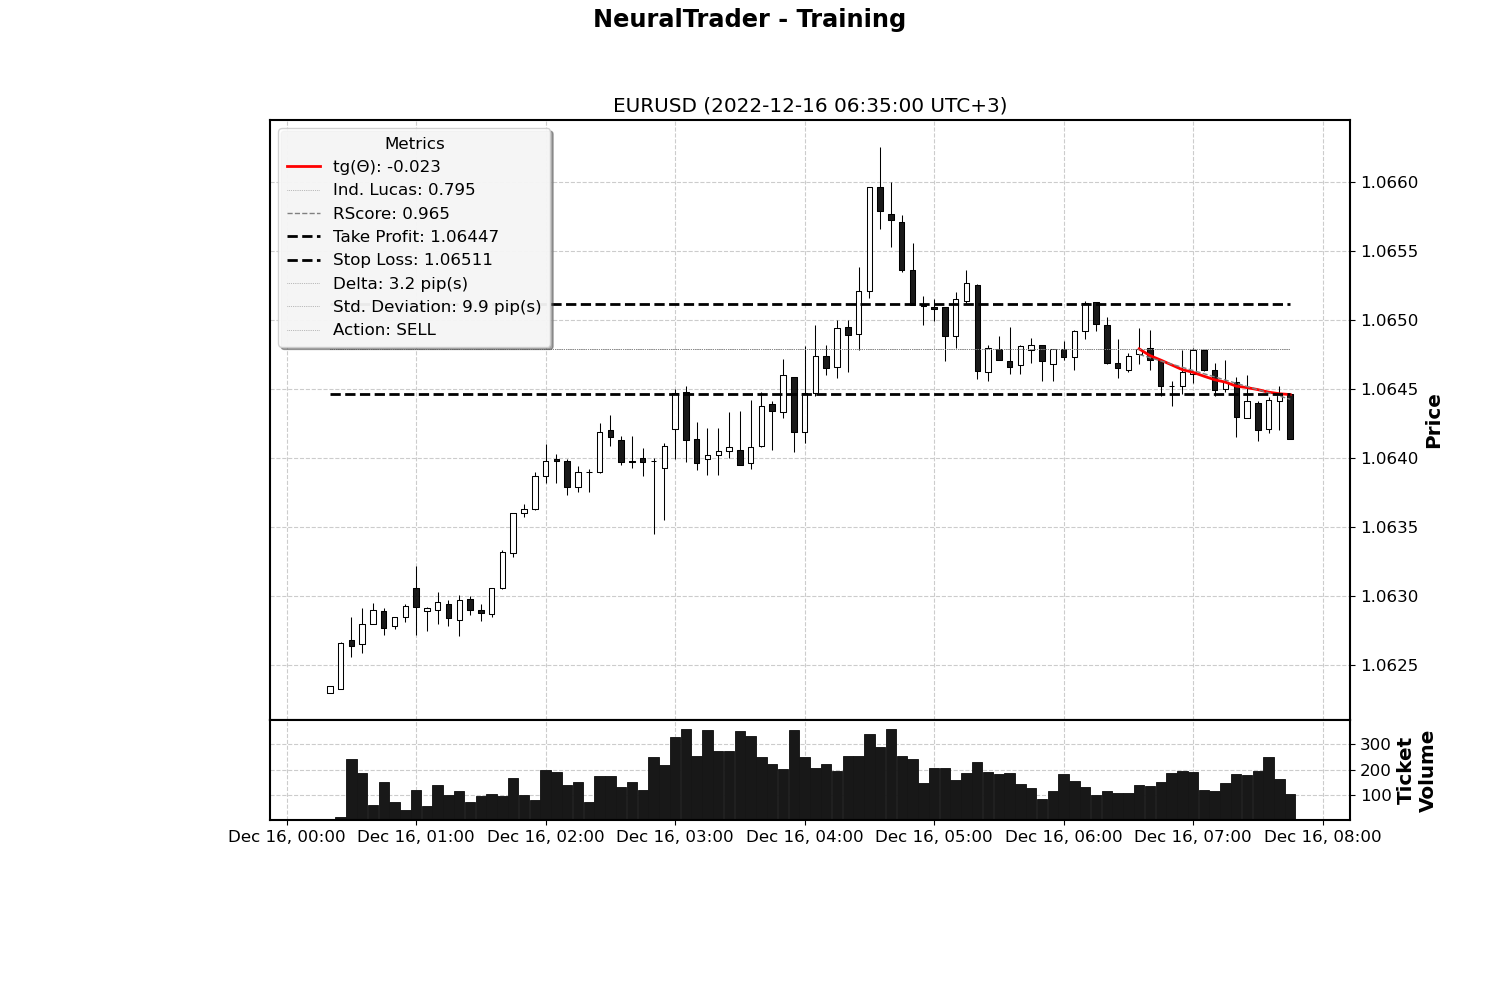 NeuralTrader - Training
EURUSD (2022-12-16 06:35:00 UTC+3)
Metrics
tg(Θ): -0.023
Ind. Lucas: 0.795
RScore: 0.965
Take Profit: 1.06447
Stop Loss: 1.06511
Delta: 3.2 pip(s)
Std. Deviation: 9.9 pip(s)
Action: SELL
1.0660
1.0655
1.0650
1.0645
1.0640
1.0635
1.0630
1.0625
Price
300
200
100
Ticket
Volume
Dec 16, 00:00 Dec 16, 01:00 Dec 16, 02:00 Dec 16, 03:00 Dec 16, 04:00 Dec 16, 05:00 Dec 16, 06:00 Dec 16, 07:00 Dec 16, 08:00